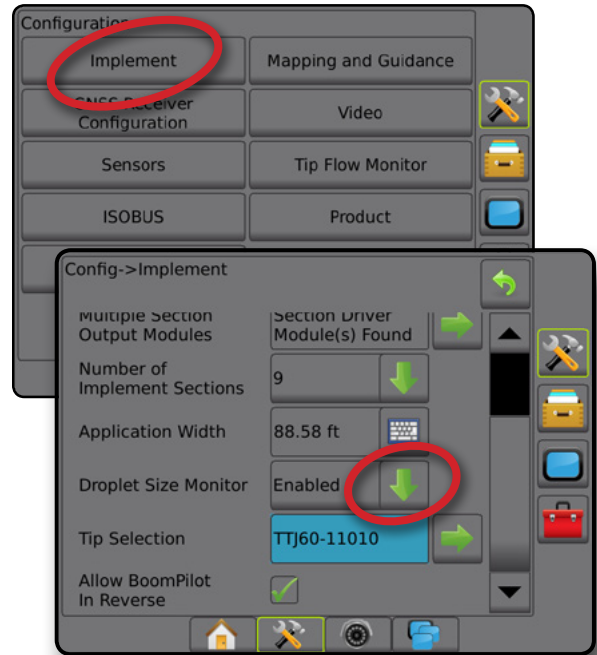 Configuration
Implement
Mapping and Guidance
GNSS Receiver
Configuration
Video
Sensors
Tip Flow Monitor
ISOBUS
Product
Config->Implement
Multiple Section
Output Modules
Section Driver
Module(s) Found
Number of
Implement Sections
9
Application Width
88.58 ft
Droplet Size Monitor
Enabled
Tip Selection
TTJ60-11010
Allow BoomPilot
In Reverse